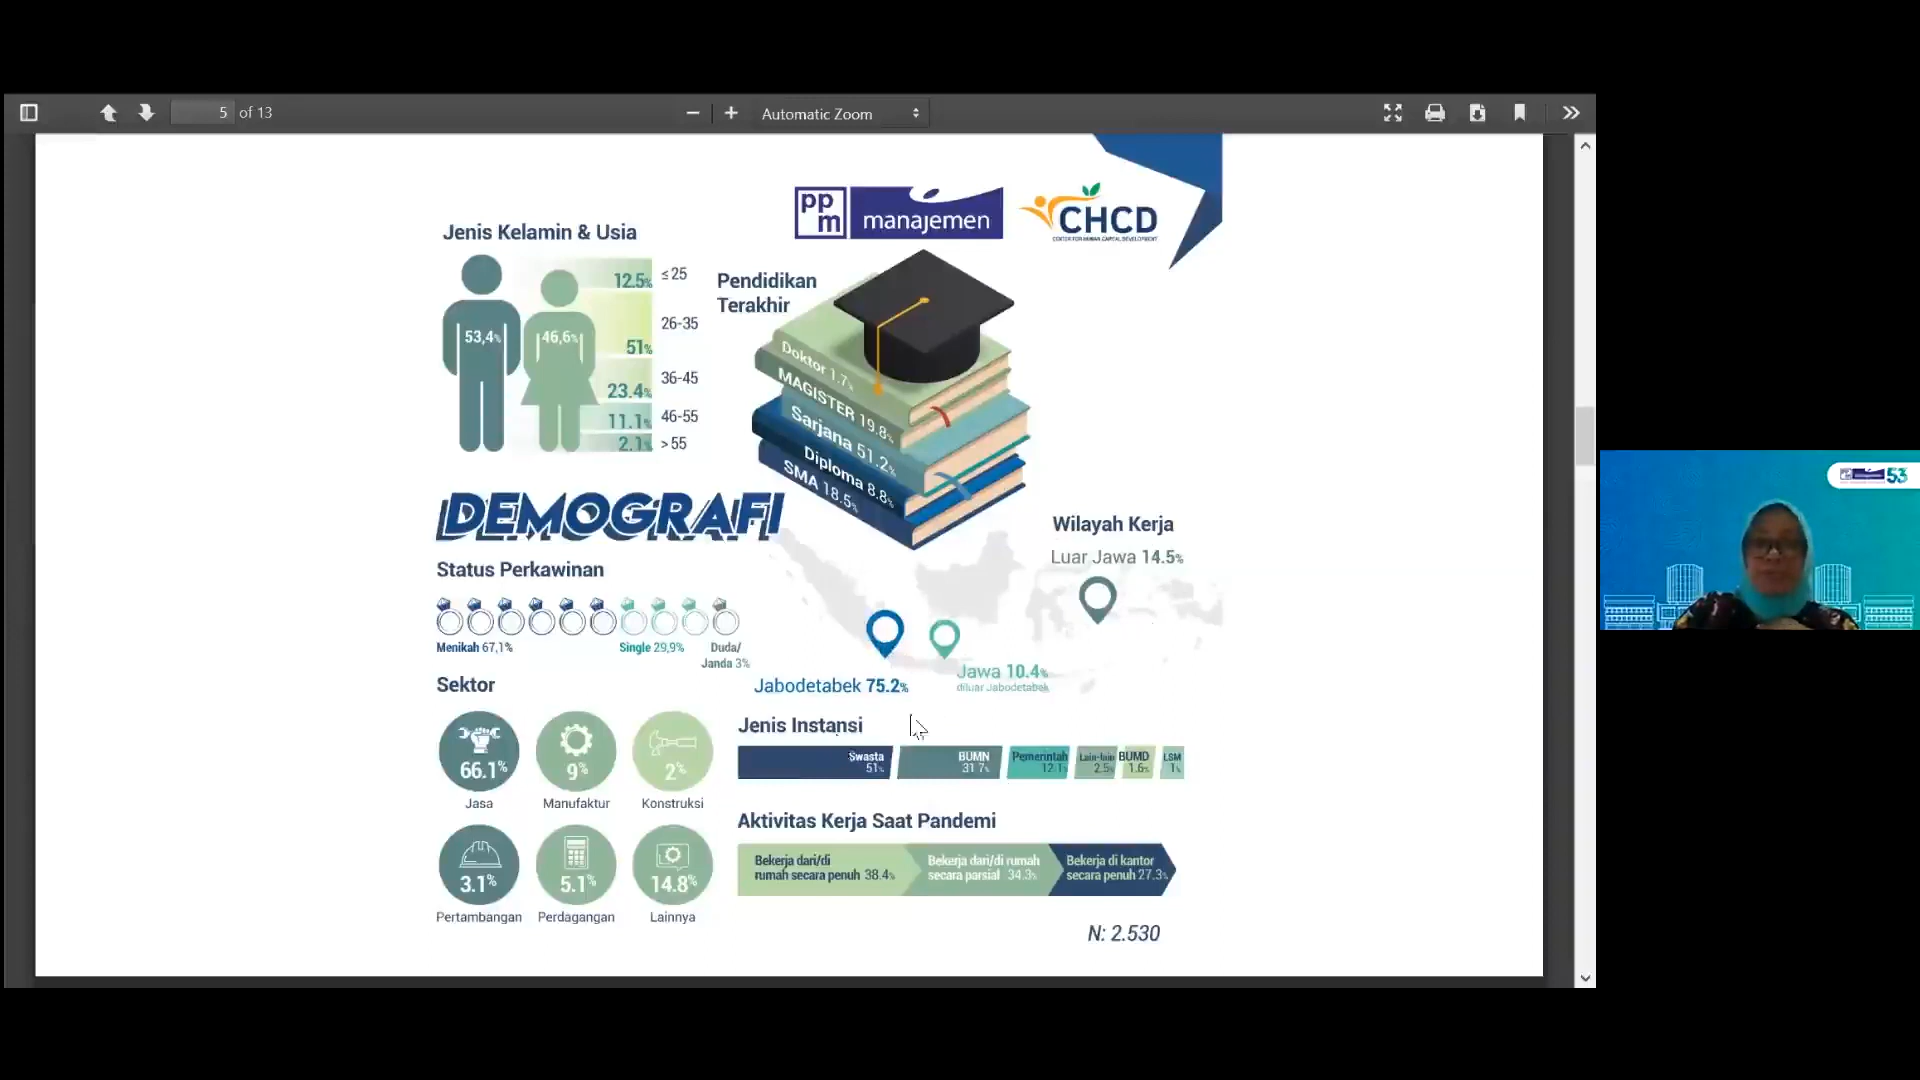 5 of 13
Automatic Zoom
pp
m
manajemen
CHCD
CENTER FOR HUMAN CAPITAL DEVELOPMENT
Jenis Kelamin & Usia
53,4%
46,6%
12.5% ≤ 25
26-35
51%
36-45
23.4%
11.1% 46-55
2.1% > 55
Pendidikan
Terakhir
Doktor 1.7%
MAGISTER 19.8%
Sarjana 51.2%
Diploma 8.8%
SMA 18.5%
DEMOGRAFI
Status Perkawinan
Menikah 67,1%
Single 29,9%
Duda/
Janda 3%
Wilayah Kerja
Luar Jawa 14.5%
Jabodetabek 75.2%
Jawa 10.4%
diluar Jabodetabek
Sektor
66.1%
Jasa
9%
Manufaktur
2%
Konstruksi
3.1%
Pertambangan
5.1%
Perdagangan
14.8%
Lainnya
Jenis Instansi
Swasta
51%
BUMN
31.7%
Pemerintah
12.1%
Lain-lain
2.5%
BUMD
1.6%
LSM
1%
Aktivitas Kerja Saat Pandemi
Bekerja dari/di
rumah secara penuh 38.4%
Bekerja dari/di rumah
secara parsial 34.3%
Bekerja di kantor
secara penuh 27.3%
N: 2.530
53